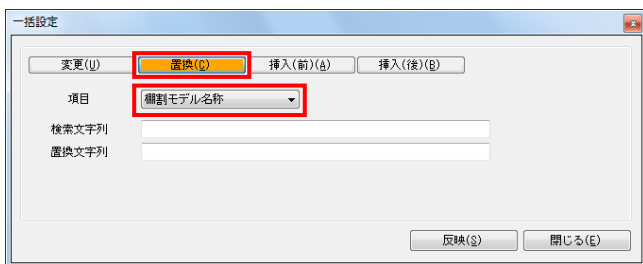 一括設定
変更(U) 置換(C) 挿入(前)(A) 挿入(後)(B)
項目 棚割モデル名称
検索文字列
置換文字列
反映(S) 閉じる(E)